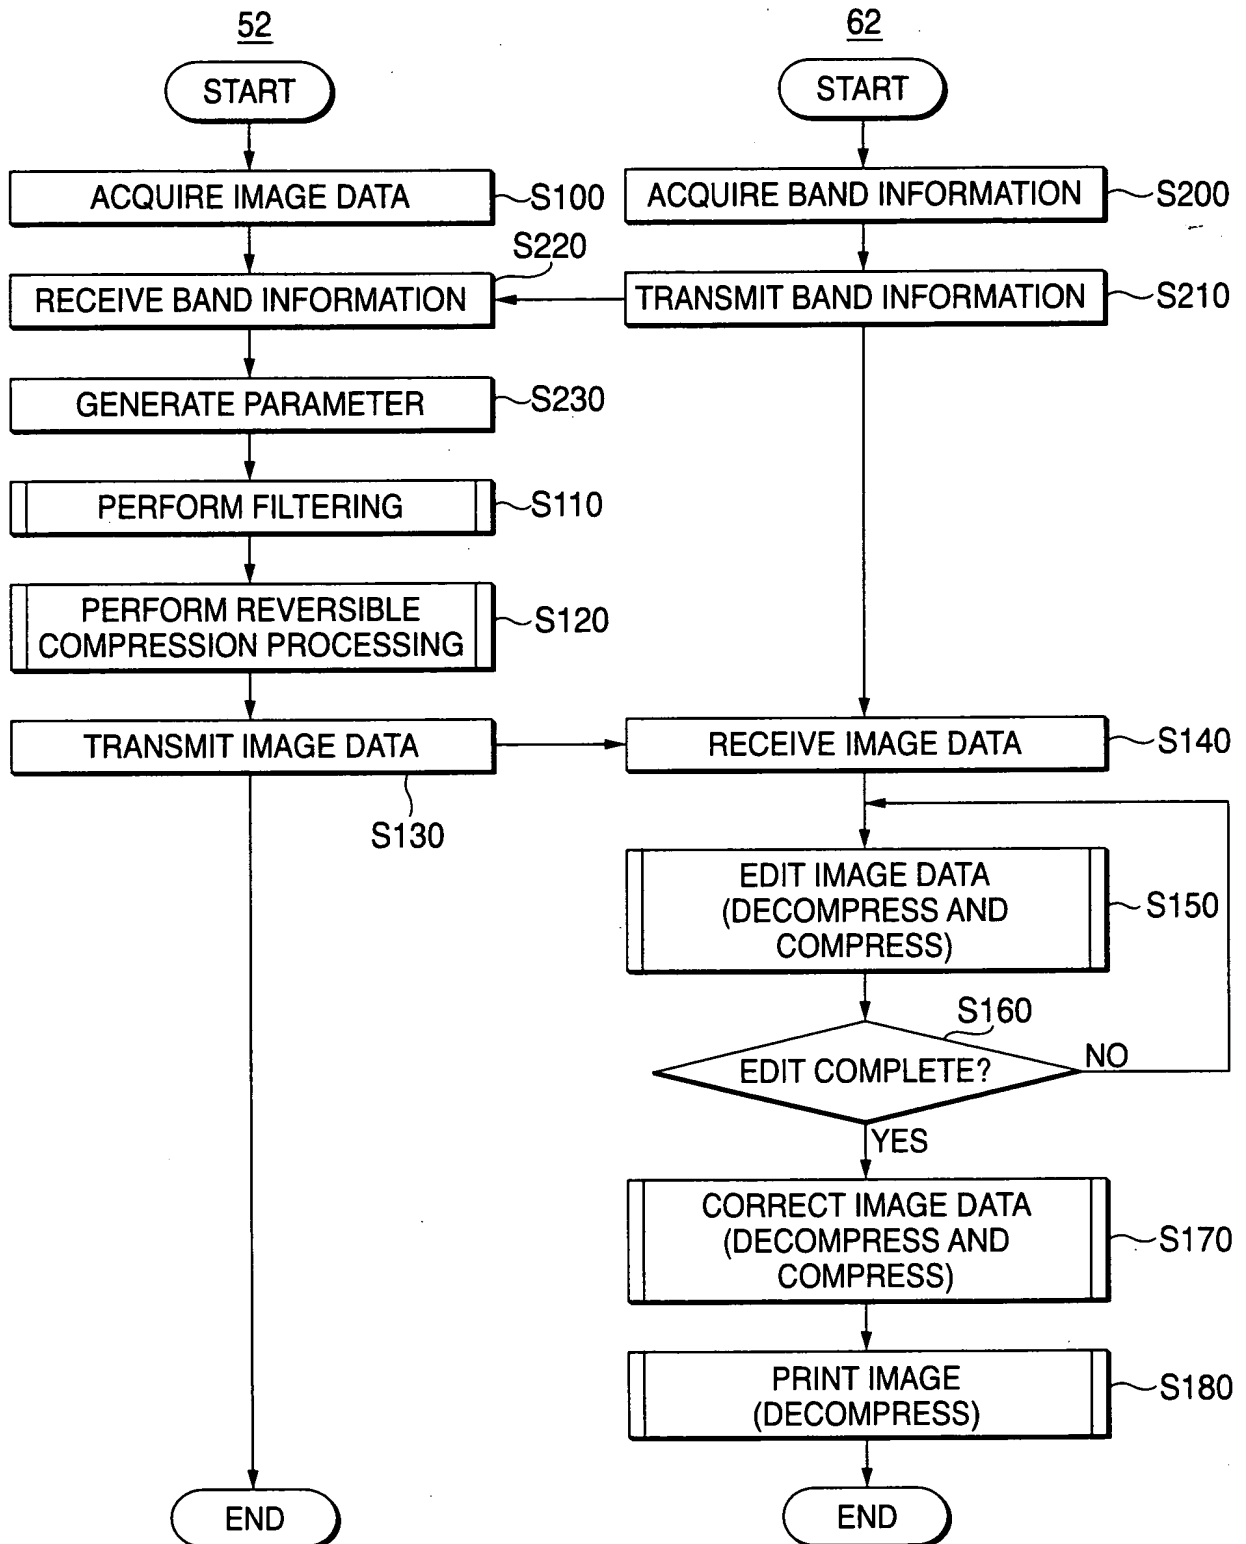 52
START
ACQUIRE IMAGE DATA
S100
S220
RECEIVE BAND INFORMATION
GENERATE PARAMETER
S230
PERFORM FILTERING
S110
PERFORM REVERSIBLE
COMPRESSION PROCESSING
S120
TRANSMIT IMAGE DATA
S130
END
62
START
ACQUIRE BAND INFORMATION
S200
TRANSMIT BAND INFORMATION
S210
RECEIVE IMAGE DATA
S140
EDIT IMAGE DATA
(DECOMPRESS AND
COMPRESS)
S150
S160
EDIT COMPLETE?
NO
YES
CORRECT IMAGE DATA
(DECOMPRESS AND
COMPRESS)
S170
PRINT IMAGE
(DECOMPRESS)
S180
END